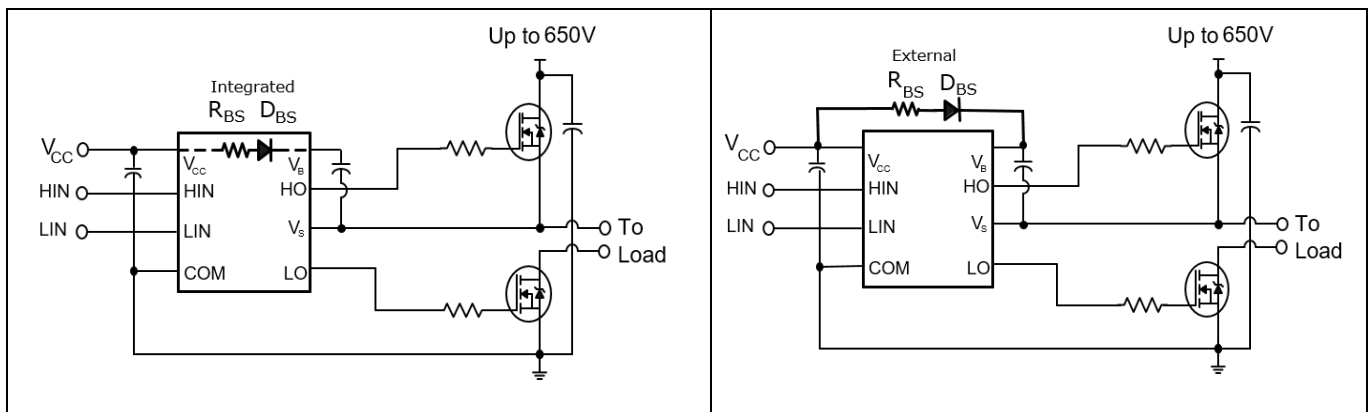 Up to 650V
Integrated
RBS DBS
VCC
VCC
VB
HIN
HIN
HO
LIN
LIN
VS
To
Load
COM
LO
Up to 650V
External
RBS DBS
VCC
VCC
VB
HIN
HIN
HO
LIN
LIN
VS
To
Load
COM
LO